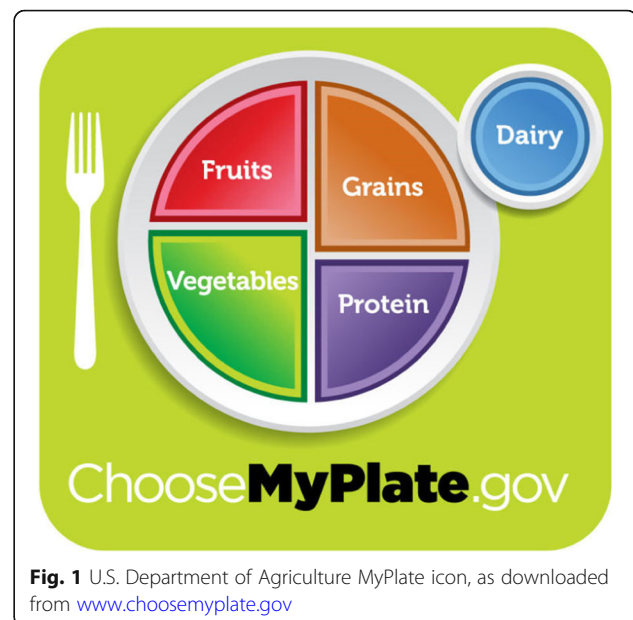 Fruits
Grains
Dairy
Vegetables
Protein
ChooseMyPlate.gov
Fig. 1 U.S. Department of Agriculture MyPlate icon, as downloaded
from www.choosemyplate.gov